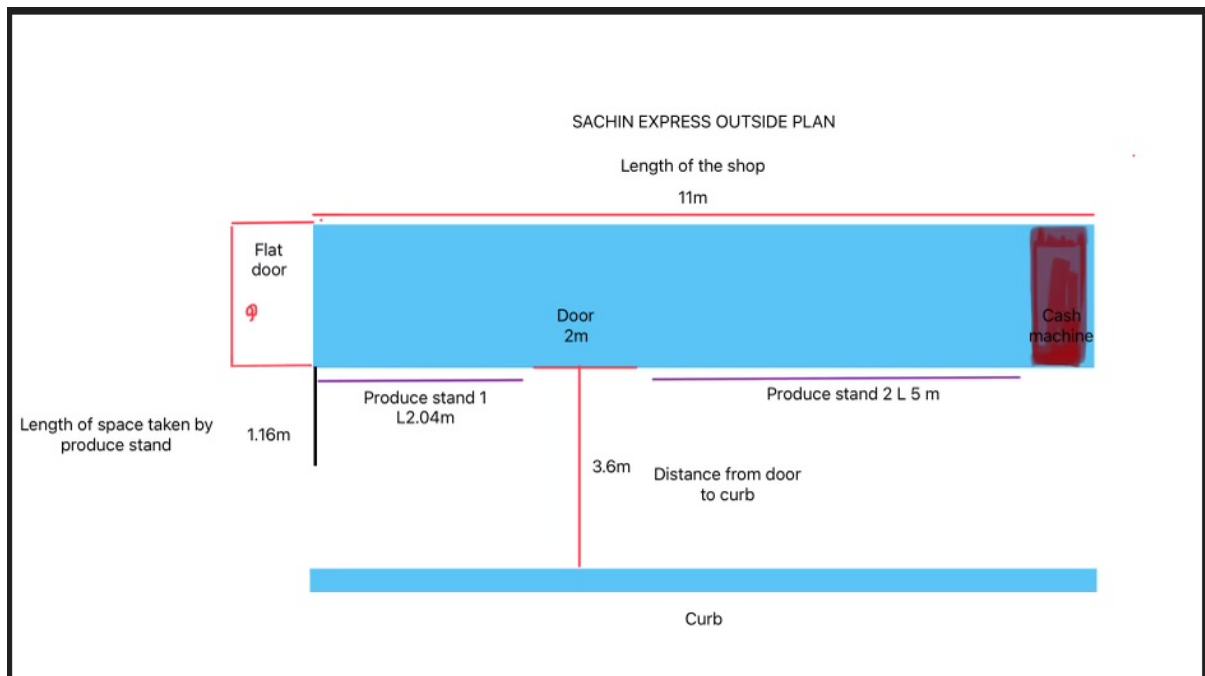 SACHIN EXPRESS OUTSIDE PLAN
Length of the shop
11m
Flat
door
Door
2m
Cash
machine
Produce stand 1
L2.04m
Produce stand 2 L 5 m
Length of space taken by
produce stand
1.16m
3.6m
Distance from door
to curb
Curb